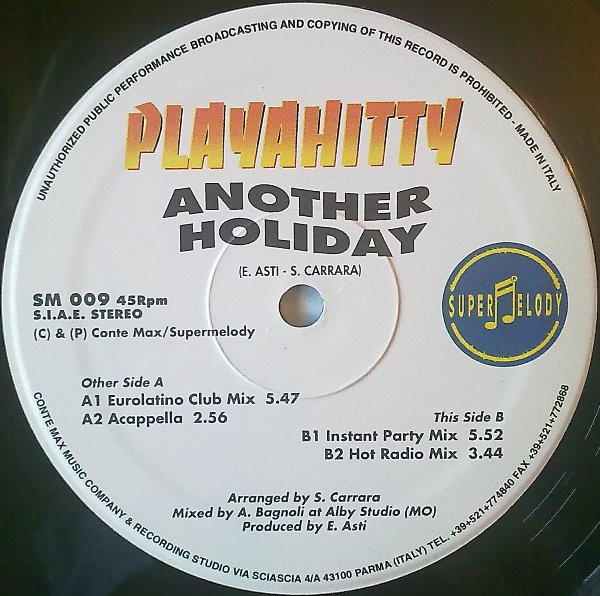 UNAUTHORIZED PUBLIC PERFORMANCE BROADCASTING AND COPYING OF THIS RECORD IS PROHIBITED - MADE IN ITALY
PLAYAHITTY
ANOTHER
HOLIDAY
(E. ASTI - S. CARRARA)
SM 009 45Rpm
S.I.A.E. STEREO
(C) & (P) Conte Max/Supermelody
SUPER MELODY
Other Side A
A1 Eurolatino Club Mix 5.47
A2 Acappella 2.56
This Side B
B1 Instant Party Mix 5.52
B2 Hot Radio Mix 3.44
Arranged by S. Carrara
Mixed by A. Bagnoli at Alby Studio (MO)
Produced by E. Asti
CONTE MAX MUSIC COMPANY & RECORDING STUDIO VIA SCIASCIA 4/A 43100 PARMA (ITALY) TEL. +39+521+774840 FAX +39+521+772868